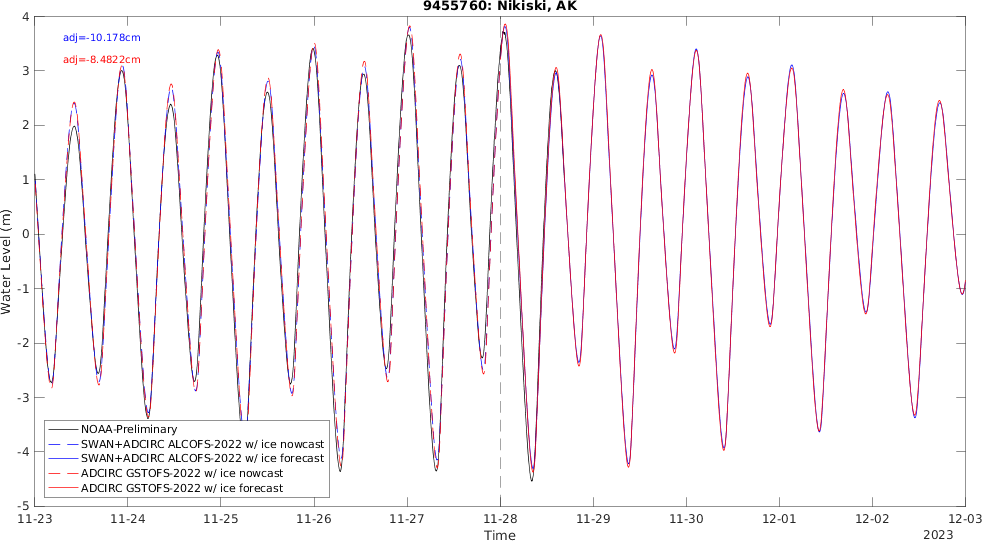 9455760: Nikiski, AK
adj=-10.178cm
adj=-8.4822cm
Water Level (m)
4
3
2
1
0
-1
-2
-3
-4
-5
NOAA-Preliminary
SWAN+ADCIRC ALCOFS-2022 w/ ice nowcast
SWAN+ADCIRC ALCOFS-2022 w/ ice forecast
ADCIRC GSTOFS-2022 w/ ice nowcast
ADCIRC GSTOFS-2022 w/ ice forecast
11-23 11-24 11-25 11-26 11-27 11-28 11-29 11-30 12-01 12-02 12-03
Time
2023